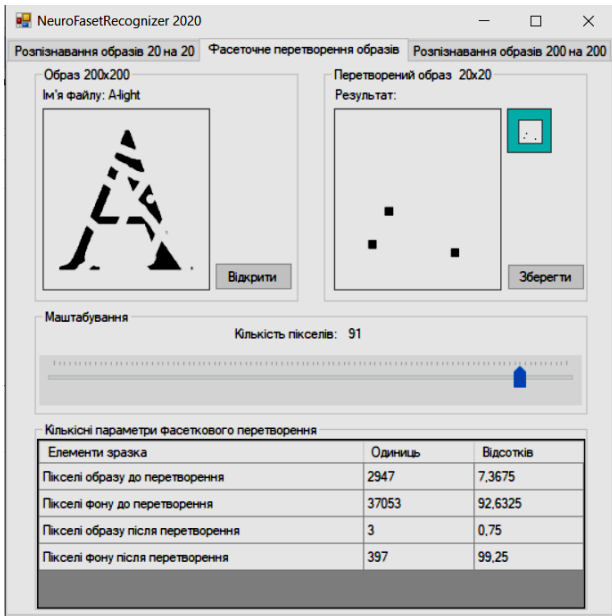 NeuroFasetRecognizer 2020
Розпізнавання образів 20 на 20 Фасеточне перетворення образів Розпізнавання образів 200 на 200
Образ 200x200
Ім'я файлу: A-light
Відкрити
Перетворений образ 20x20
Результат:
Зберегти
Маштабування
Кількість пікселів: 91
Кількісні параметри фасеткового перетворення
Елементи зразка Одиниць Відсотків
Пікселі образу до перетворення 2947 7,3675
Пікселі фону до перетворення 37053 92,6325
Пікселі образу після перетворення 3 0,75
Пікселі фону після перетворення 397 99,25